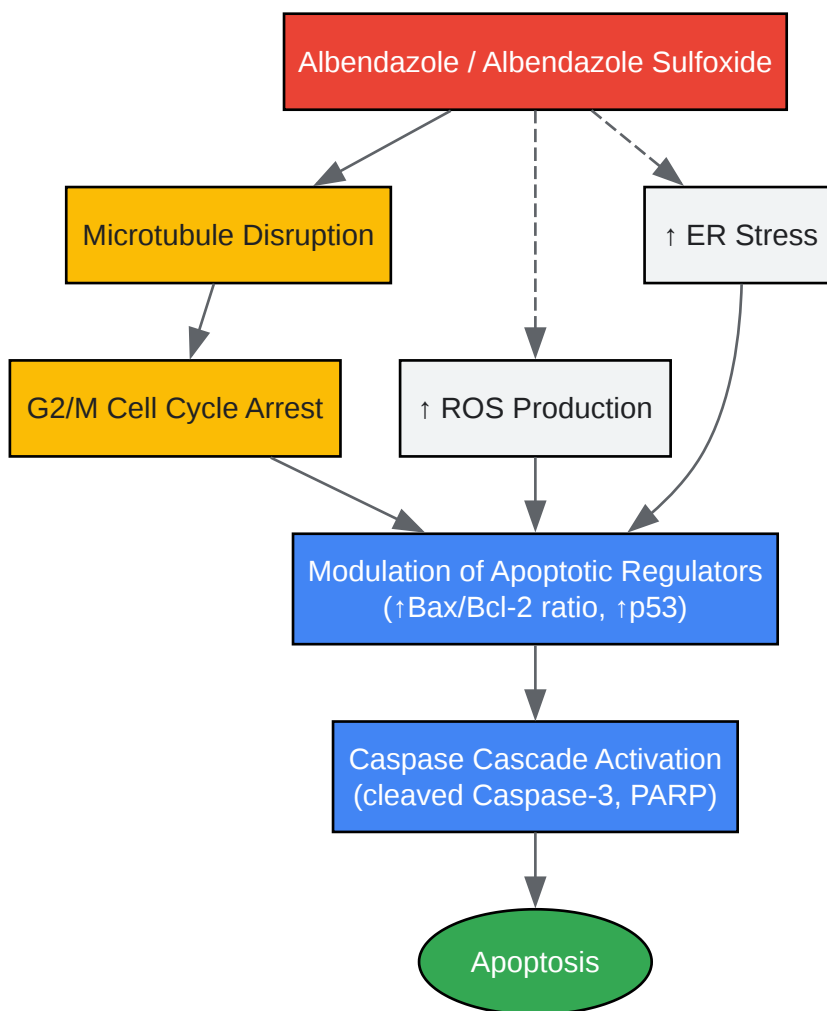 Albendazole / Albendazole Sulfoxide
Microtubule Disruption
↑ ER Stress
G2/M Cell Cycle Arrest
↑ ROS Production
Modulation of Apoptotic Regulators
(↑Bax/Bcl-2 ratio, ↑p53)
Caspase Cascade Activation
(cleaved Caspase-3, PARP)
Apoptosis